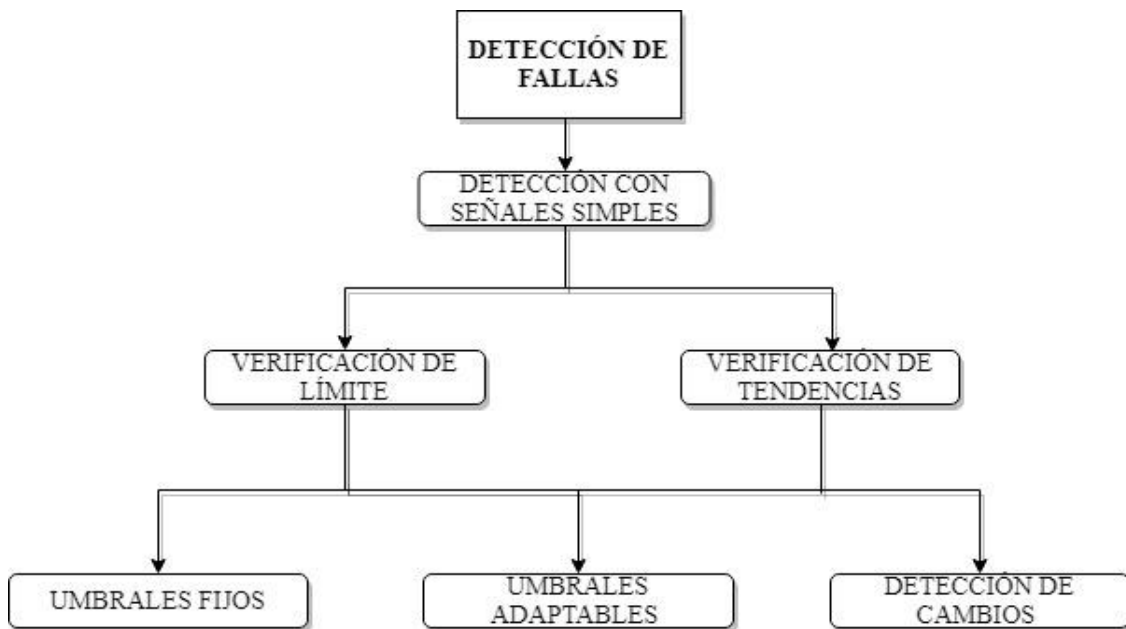 DETECCIÓN DE
FALLAS
DETECCIÓN CON
SEÑALES SIMPLES
VERIFICACIÓN DE
LÍMITE
VERIFICACIÓN DE
TENDENCIAS
UMBRALES FIJOS
UMBRALES
ADAPTABLES
DETECCIÓN DE
CAMBIOS